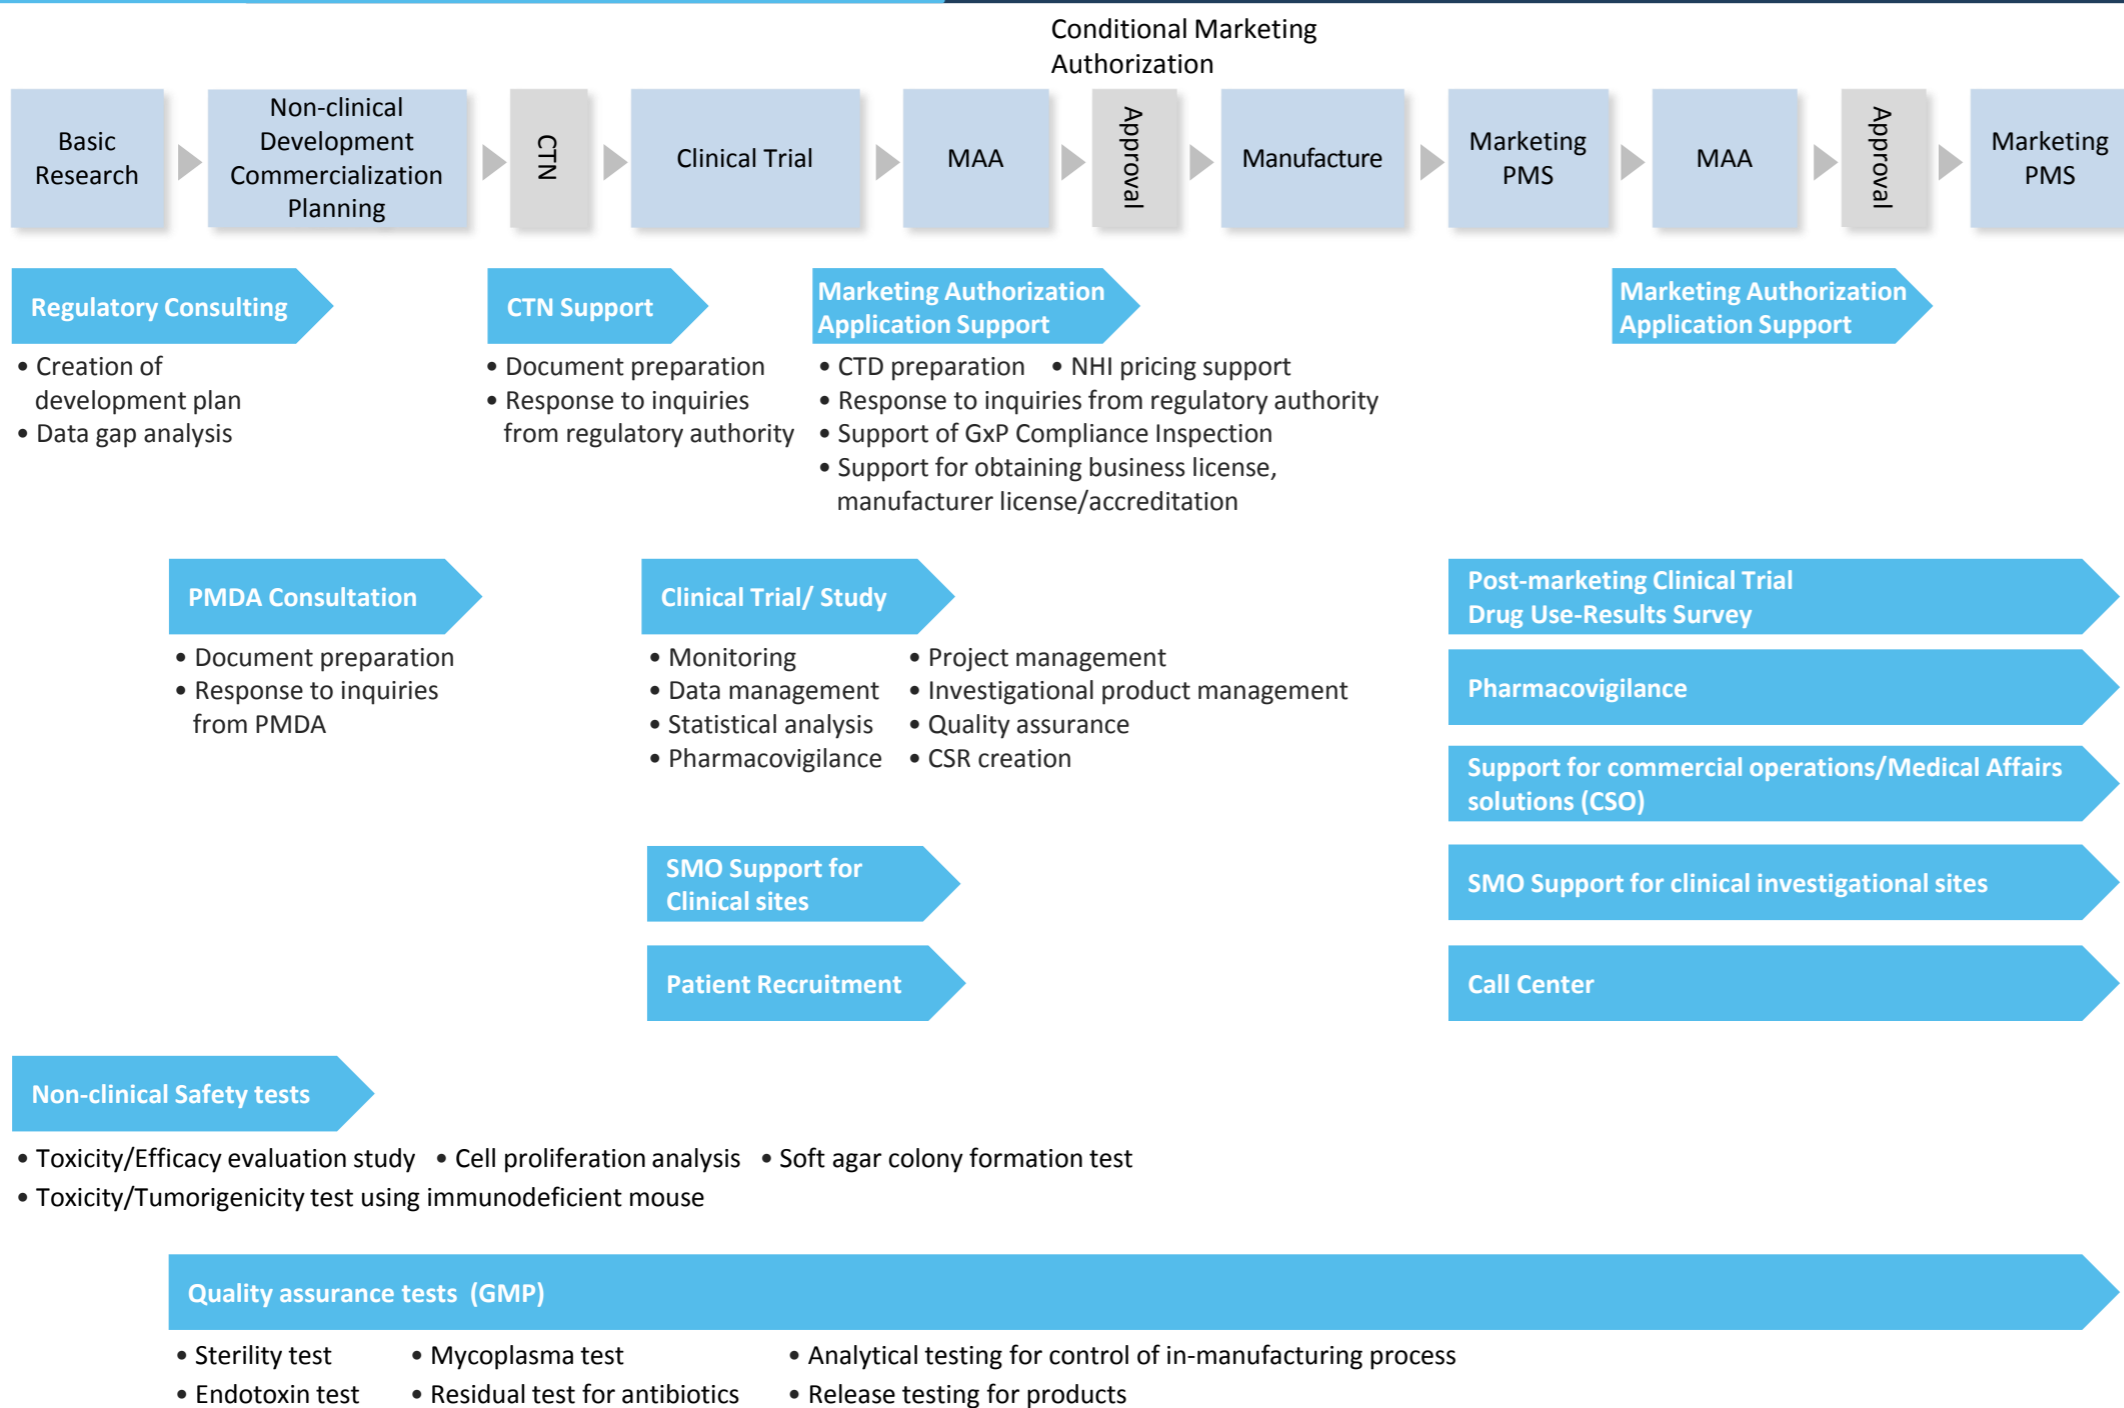 Conditional Marketing
Authorization
Basic
Research
Non-clinical
Development
Commercialization
Planning
CTN
Clinical Trial
MAA
Approval
Manufacture
Marketing
PMS
MAA
Approval
Marketing
PMS
Regulatory Consulting
• Creation of
development plan
• Data gap analysis
CTN Support
• Document preparation
• Response to inquiries
from regulatory authority
Marketing Authorization
Application Support
• CTD preparation • NHI pricing support
• Response to inquiries from regulatory authority
• Support of GxP Compliance Inspection
• Support for obtaining business license,
manufacturer license/accreditation
Marketing Authorization
Application Support
PMDA Consultation
• Document preparation
• Response to inquiries
from PMDA
Clinical Trial/ Study
• Monitoring
• Data management
• Statistical analysis
• Pharmacovigilance
• Project management
• Investigational product management
• Quality assurance
• CSR creation
SMO Support for
Clinical sites
Patient Recruitment
Post-marketing Clinical Trial
Drug Use-Results Survey
Pharmacovigilance
Support for commercial operations/Medical Affairs
solutions (CSO)
SMO Support for clinical investigational sites
Call Center
Non-clinical Safety tests
• Toxicity/Efficacy evaluation study • Cell proliferation analysis • Soft agar colony formation test
• Toxicity/Tumorigenicity test using immunodeficient mouse
Quality assurance tests (GMP)
• Sterility test • Mycoplasma test • Analytical testing for control of in-manufacturing process
• Endotoxin test • Residual test for antibiotics • Release testing for products